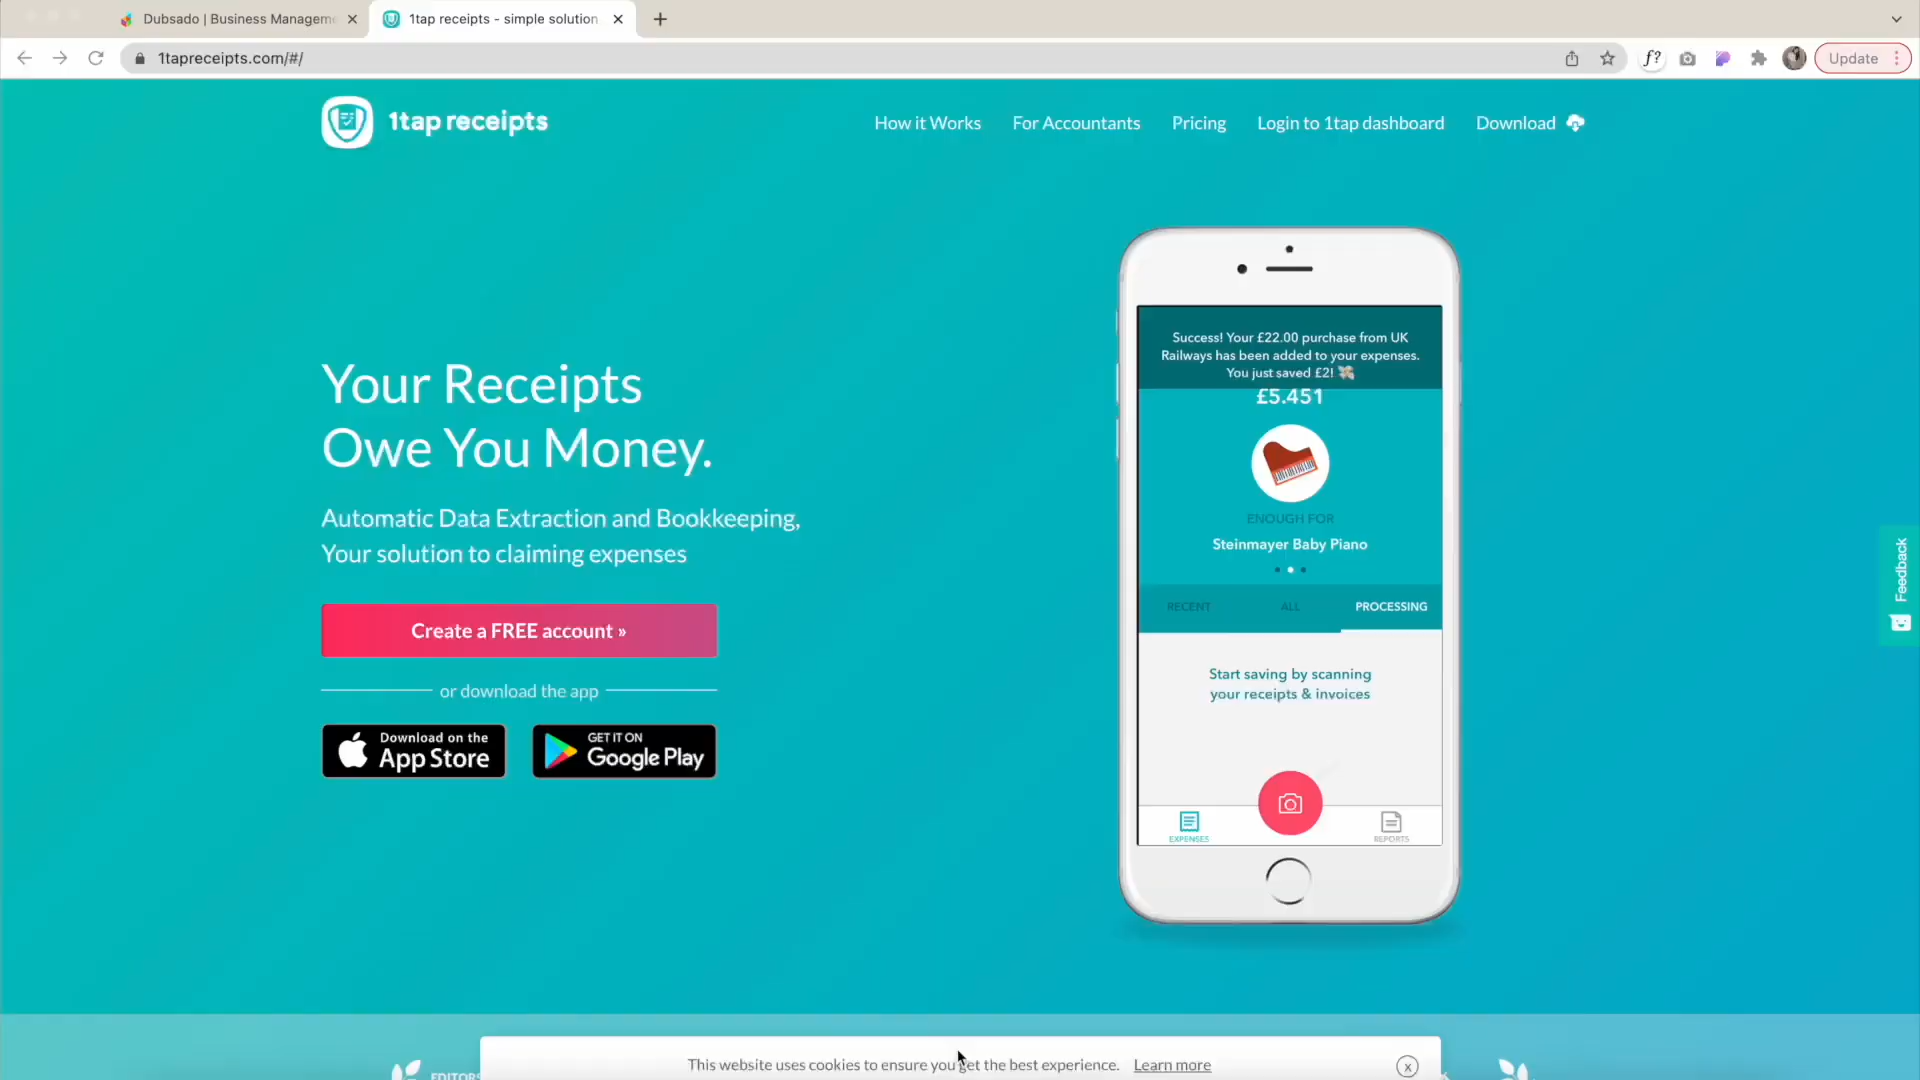 Dubsado | Business Managem
1tap receipts - simple solution
1tapreceipts.com/#/
f?
Update
1tap receipts
How it Works
For Accountants
Pricing
Login to 1tap dashboard
Download
Success! Your £22.00 purchase from UK
Railways has been added to your expenses.
You just saved £2!
£5.451
ENOUGH FOR
Steinmayer Baby Piano
RECENT
ALL
PROCESSING
Start saving by scanning
your receipts & invoices
EXPENSES
REPORTS
Your Receipts
Owe You Money.
Automatic Data Extraction and Bookkeeping,
Your solution to claiming expenses
Create a FREE account »
or download the app
Download on the
App Store
GET IT ON
Google Play
Feedback
This website uses cookies to ensure you get the best experience. Learn more
x
EDITORS